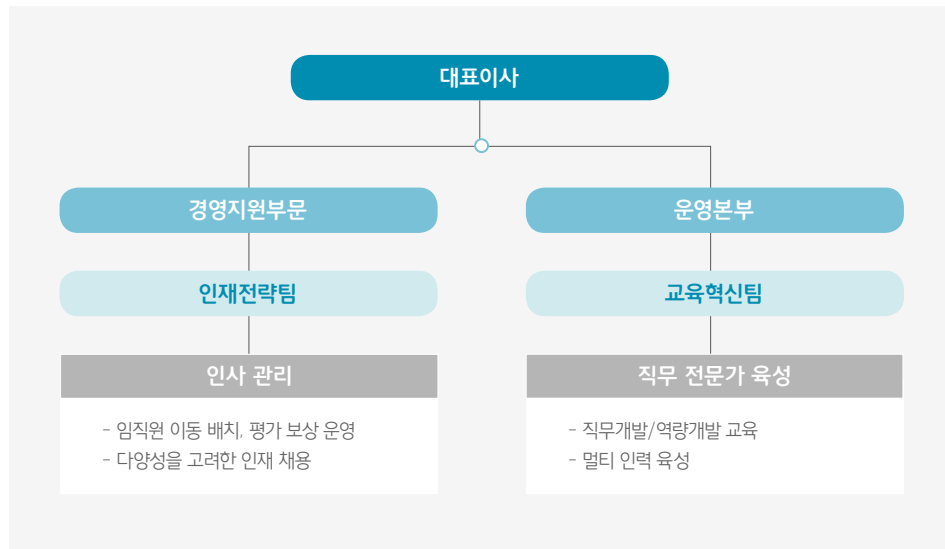 대표이사
경영지원부문
운영본부
인재전략팀
교육혁신팀
인사 관리
직무 전문가 육성
- 임직원 이동 배치, 평가 보상 운영
- 다양성을 고려한 인재 채용
- 직무개발/역량개발 교육
- 멀티 인력 육성